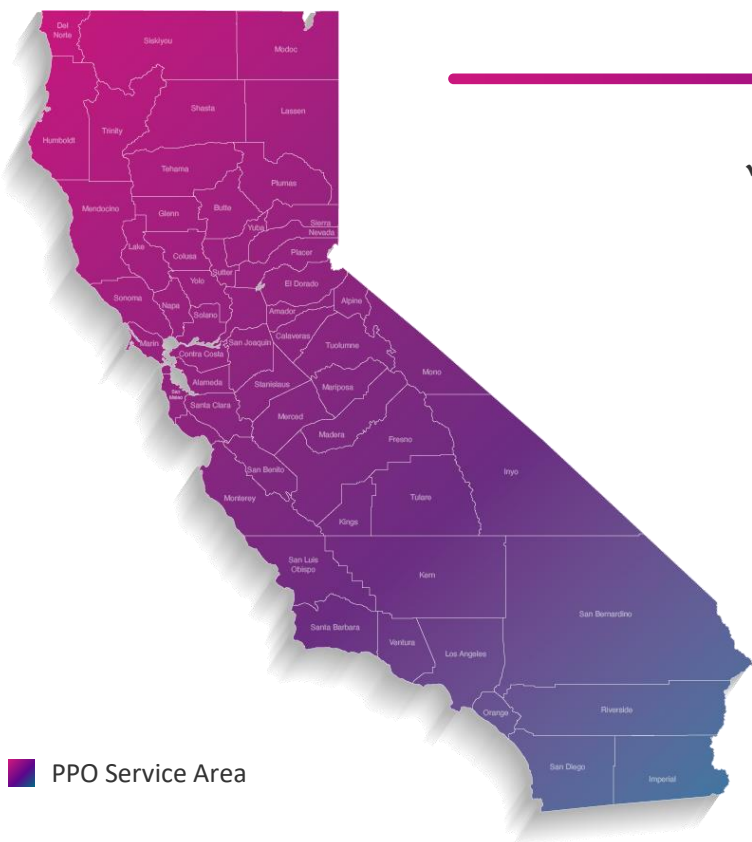 Del
Norte
Siskiyou
Modoc
Humboldt
Trinity
Shasta
Lassen
Tehama
Plumas
Mendocino
Glenn
Butte
Sierra
Yuba
Nevada
Lake
Colusa
Placer
Sutter
Yolo
El Dorado
Sonoma
Napa
Solano
Amador
Alpine
Marin
Calaveras
San Joaquin
Contra Costa
Tuolumne
Mono
Alameda
Stanislaus
Mariposa
San
Mateo
Santa Clara
Merced
Madera
Fresno
Inyo
San Benito
Monterey
Tulare
Kings
San Luis
Obispo
Kern
San Bernardino
Santa Barbara
Ventura
Los Angeles
Orange
Riverside
San Diego
Imperial
PPO Service Area